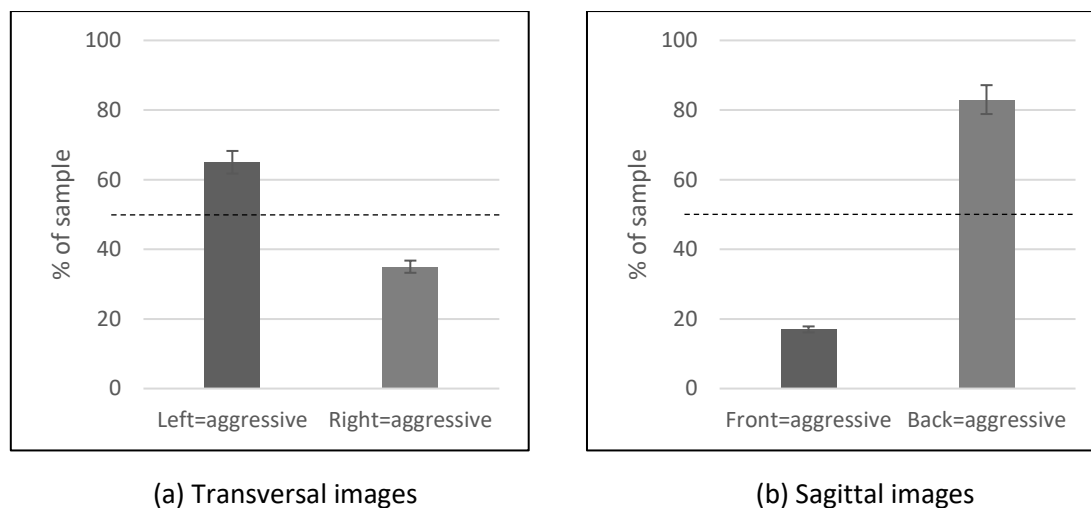 100
80
60
40
20
0
% of sample
Left=aggressive Right=aggressive
(a) Transversal images
100
80
60
40
20
0
% of sample
Front=aggressive Back=aggressive
(b) Sagittal images